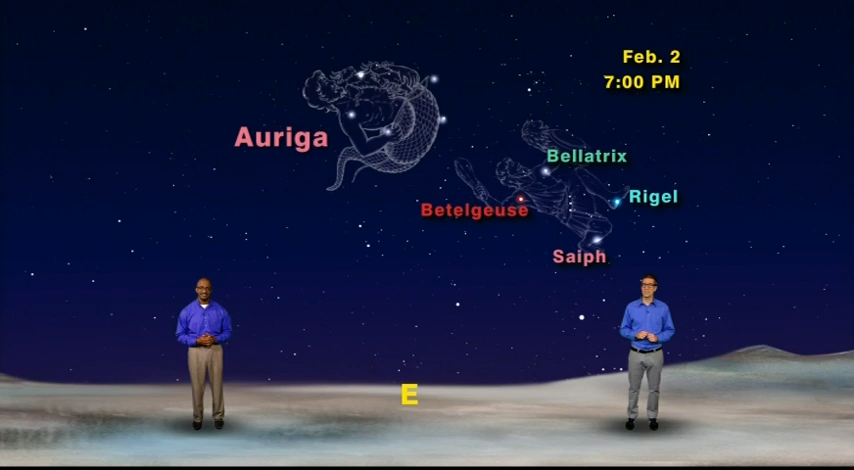 Feb. 2
7:00 PM
Auriga
Bellatrix
Rigel
Betelgeuse
Saiph
E